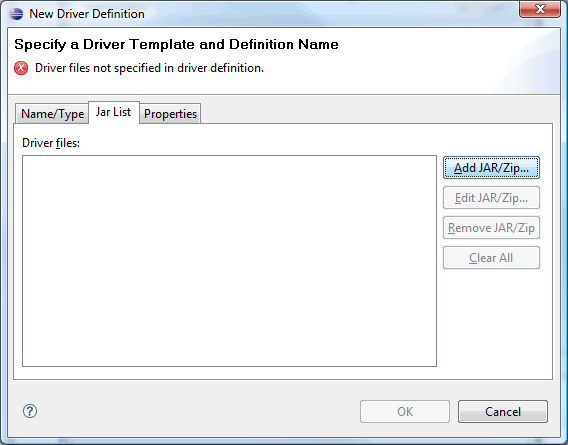 New Driver Definition
Specify a Driver Template and Definition Name
Driver files not specified in driver definition.
Name/Type Jar List Properties
Driver files:
Add JAR/Zip...
Edit JAR/Zip...
Remove JAR/Zip
Clear All
?
OK Cancel